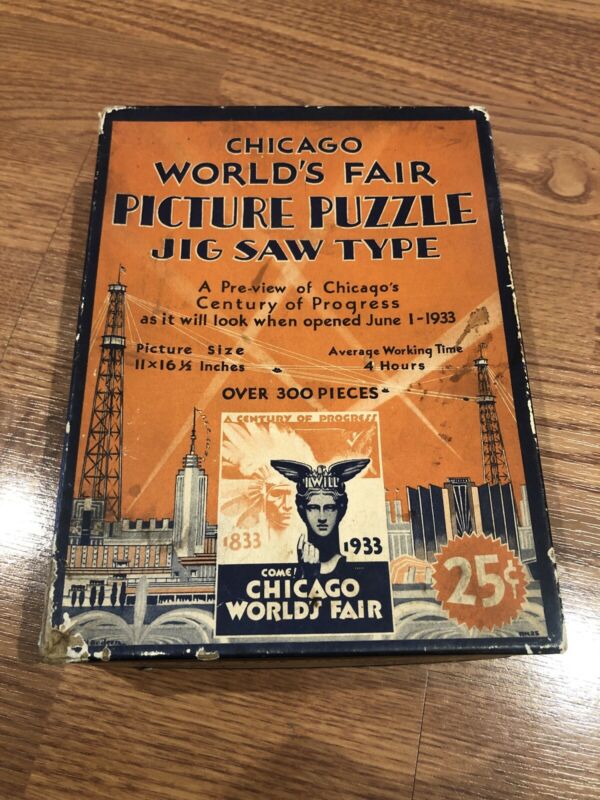 CHICAGO
WORLD'S FAIR
PICTURE PUZZLE
JIG SAW TYPE
A Pre-view of Chicago's
Century of Progress
as it will look when opened June 1-1933
Picture Size
11×16½ Inches
Average Working Time
4 Hours
OVER 300 PIECES
A CENTURY OF PROGRESS
I WILL
1833
1933
COME!
CHICAGO
WORLD'S FAIR
25¢